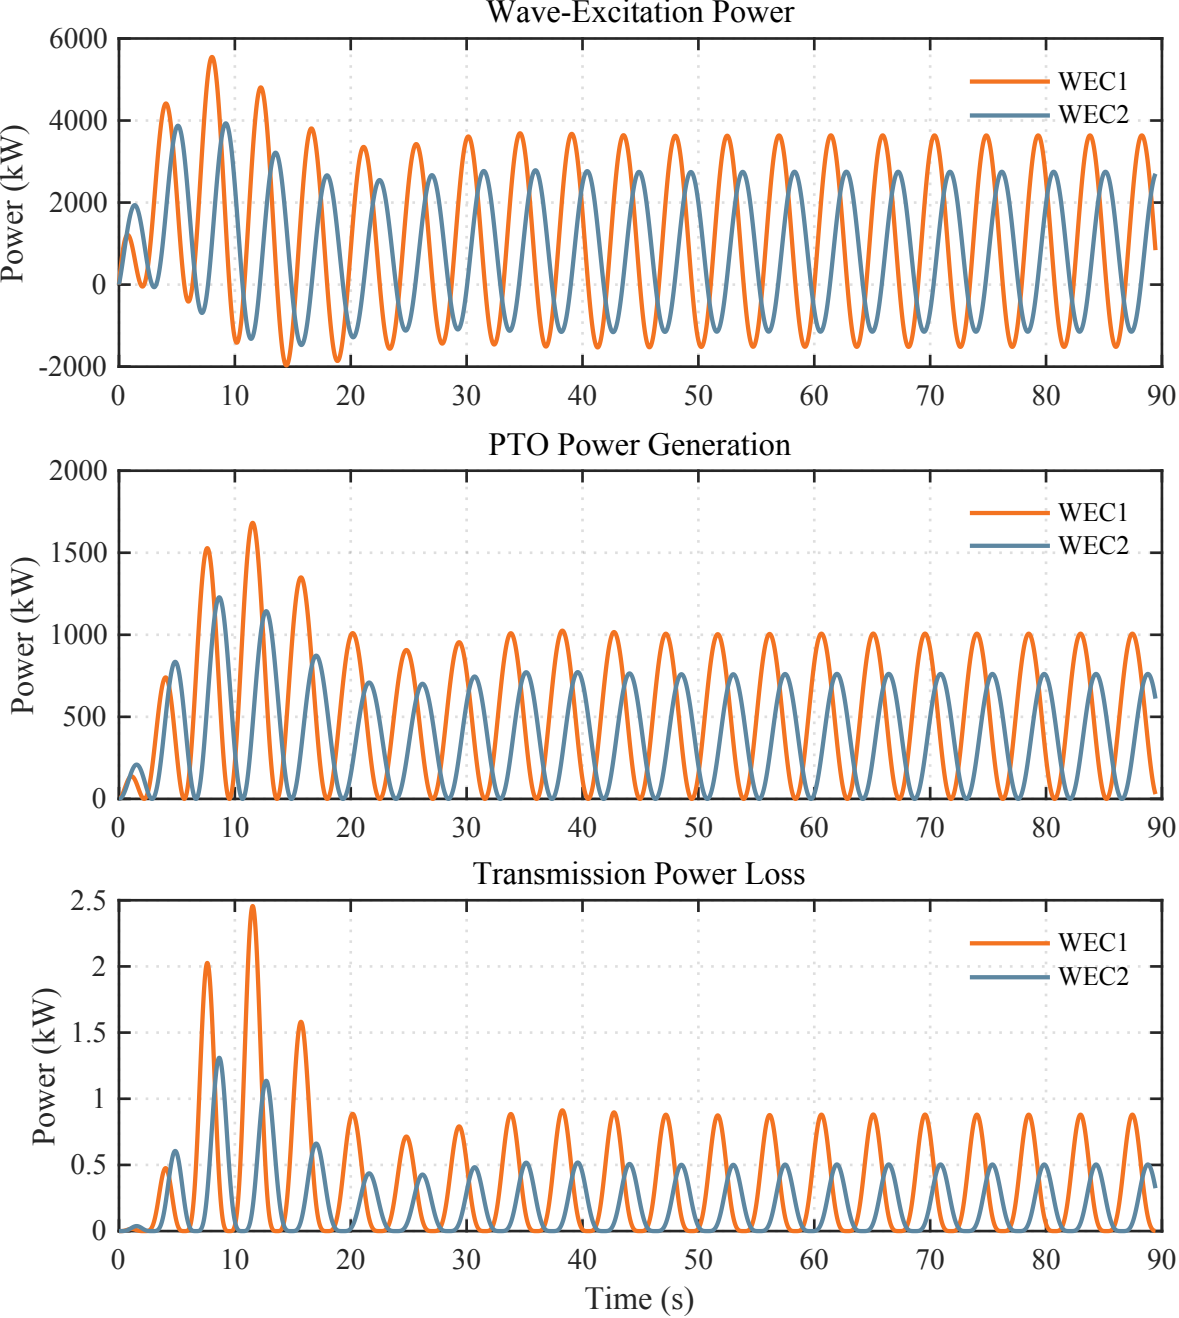 Wave-Excitation Power
6000
4000
2000
0
-2000
Power (kW)
WEC1
WEC2
0 10 20 30 40 50 60 70 80 90
PTO Power Generation
2000
1500
1000
500
0
Power (kW)
WEC1
WEC2
0 10 20 30 40 50 60 70 80 90
Transmission Power Loss
2.5
2
1.5
1
0.5
0
Power (kW)
WEC1
WEC2
0 10 20 30 40 50 60 70 80 90
Time (s)